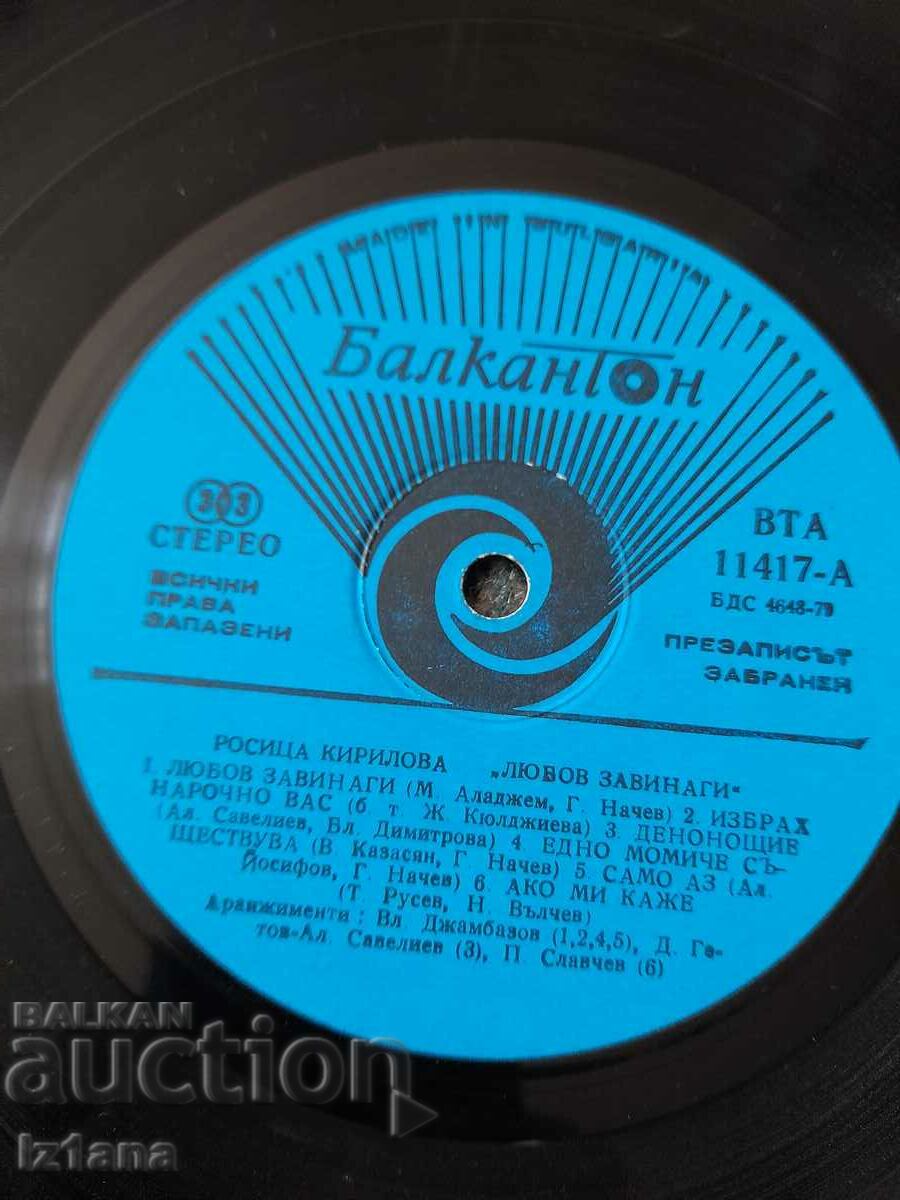 MADE IN BULGARIA
Балкантон
33
СТЕРЕО
ВСИЧКИ
ПРАВА
ЗАПАЗЕНИ
ВТА
11417-А
БДС 4648-79
ПРЕЗАПИСЪТ
ЗАБРАНЕН
РОСИЦА КИРИЛОВА „ЛЮБОВ ЗАВИНАГИ“
1. ЛЮБОВ ЗАВИНАГИ (М. Аладжем, Г. Начев) 2. ИЗБРАХ
НАРОЧНО ВАС (б т. Ж. Кюлджиева) 3. ДЕНОНОЩИЕ
(Ал. Савелиев, Бл. Димитрова) 4 ЕДНО МОМИЧЕ СЪ-
ЩЕСТВУВА (В. Казасян, Г. Начев) 5. САМО АЗ (Ал.
Йосифов, Г. Начев) 6. АКО МИ КАЖЕ
(Т. Русев, Н. Вълчев)
Аранжименти: Вл. Джамбазов (1,2,4,5), Д. Ге-
тов-Ал. Савелиев (3), П. Славчев (6)
BALKAN
auction
iz1ana